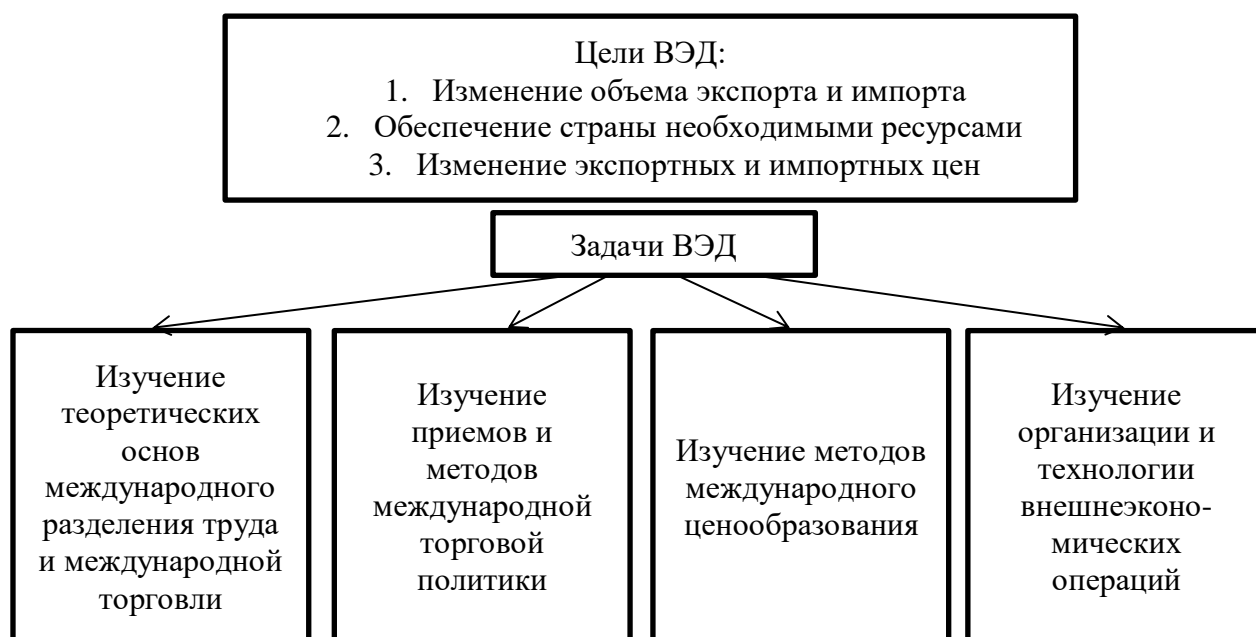 Цели ВЭД:
1. Изменение объема экспорта и импорта
2. Обеспечение страны необходимыми ресурсами
3. Изменение экспортных и импортных цен
Задачи ВЭД
Изучение
теоретических
основ
международного
разделения труда
и международной
торговли
Изучение
приемов и
методов
международной
торговой
политики
Изучение методов
международного
ценообразования
Изучение
организации и
технологии
внешнеэконо-
мических
операций